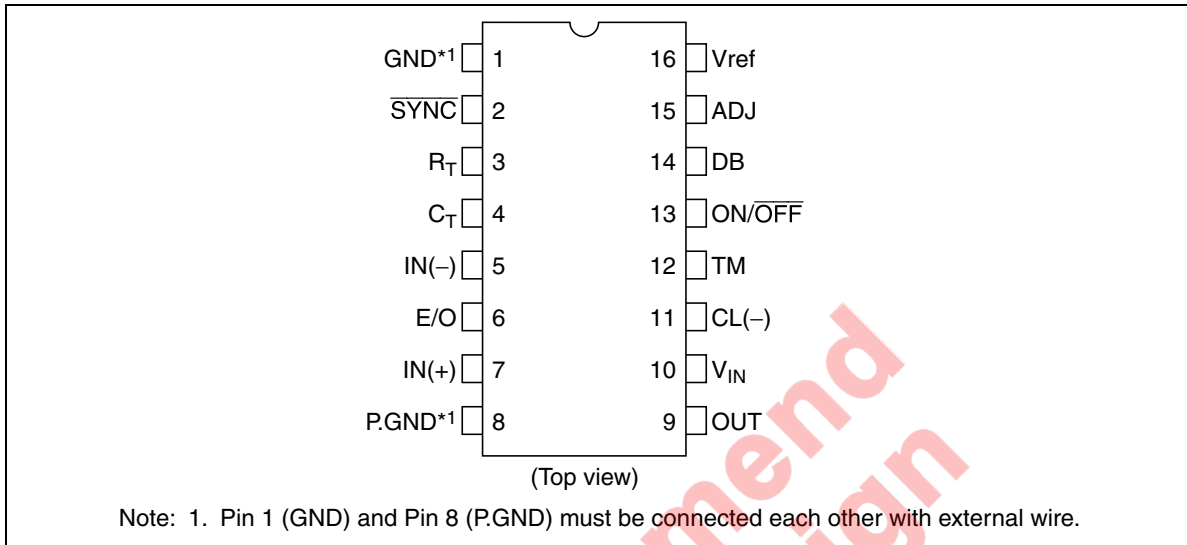 GND*1 1 16 Vref
SYNC 2 15 ADJ
RT 3 14 DB
CT 4 13 ON/OFF
IN(−) 5 12 TM
E/O 6 11 CL(−)
IN(+) 7 10 VIN
P.GND*1 8 9 OUT
(Top view)
Note: 1. Pin 1 (GND) and Pin 8 (P.GND) must be connected each other with external wire.